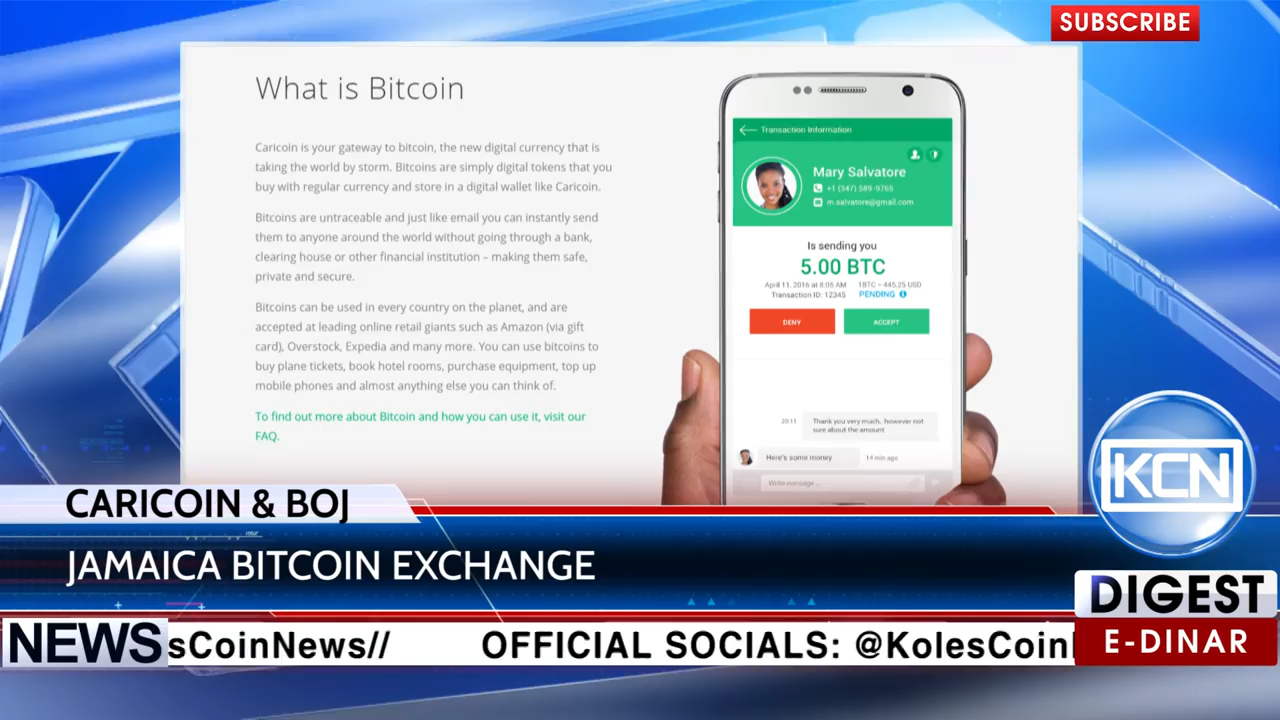 SUBSCRIBE
What is Bitcoin
Caricoin is your gateway to bitcoin, the new digital currency that is
taking the world by storm. Bitcoins are simply digital tokens that you
buy with regular currency and store in a digital wallet like Caricoin.
Bitcoins are untraceable and just like email you can instantly send
them to anyone around the world without going through a bank,
clearing house or other financial institution – making them safe,
private and secure.
Bitcoins can be used in every country on the planet, and are
accepted at leading online retail giants such as Amazon (via gift
card), Overstock, Expedia and many more. You can use bitcoins to
buy plane tickets, book hotel rooms, purchase equipment, top up
mobile phones and almost anything else you can think of.
To find out more about Bitcoin and how you can use it, visit our
FAQ.
Transaction Information
Mary Salvatore
+1 (347) 589-9765
m.salvatore@gmail.com
Is sending you
5.00 BTC
April 11, 2016 at 8:05 AM 1BTC = 445,25 USD
Transaction ID: 12345 PENDING
DENY ACCEPT
20:11 Thank you very much, however not
sure about the amount
Here's some money 14 min ago
Write message...
KCN
CARICOIN & BOJ
JAMAICA BITCOIN EXCHANGE
DIGEST
E-DINAR
NEWS sCoinNews// OFFICIAL SOCIALS: @KolesCoin